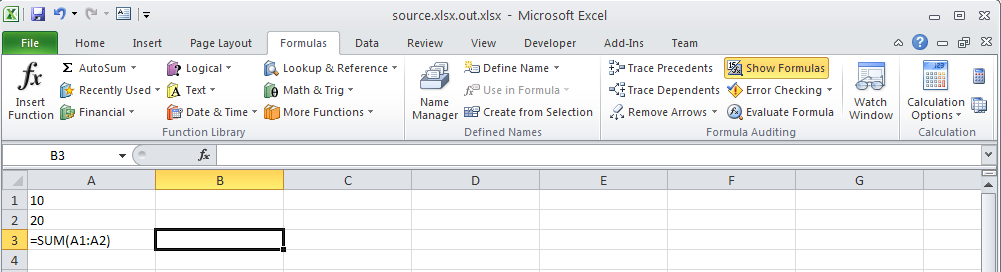 source.xlsx.out.xlsx - Microsoft Excel
File Home Insert Page Layout Formulas Data Review View Developer Add-Ins Team
fx Σ AutoSum Logical Lookup & Reference Define Name Trace Precedents Show Formulas
Insert Function Recently Used Text Math & Trig Name Manager Use in Formula Trace Dependents Error Checking Watch Window Calculation Options
Financial Date & Time More Functions Create from Selection Remove Arrows Evaluate Formula
Function Library Defined Names Formula Auditing Calculation
B3 fx
A B C D E F G
1 10
2 20
3 =SUM(A1:A2)
4